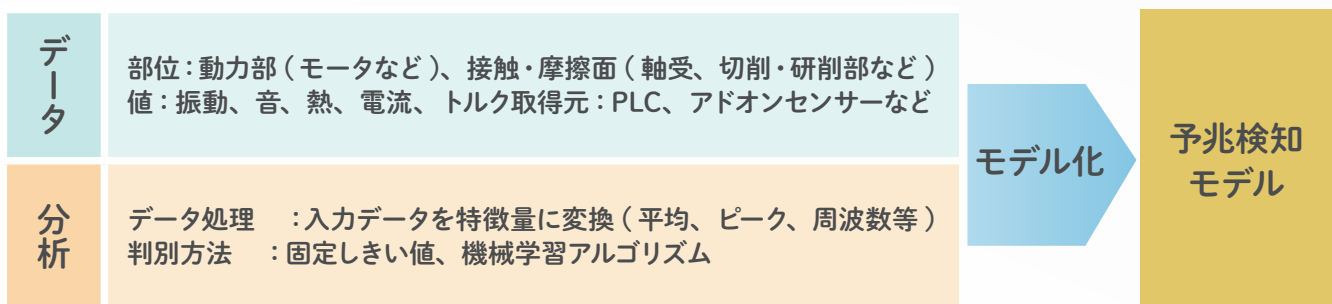 データ
部位：動力部（モータなど）、接触・摩擦面（軸受、切削・研削部など）
値：振動、音、熱、電流、トルク取得元：PLC、アドオンセンサーなど
分析
データ処理　：入力データを特徴量に変換（平均、ピーク、周波数等）
判別方法　：固定しきい値、機械学習アルゴリズム
モデル化
予兆検知
モデル